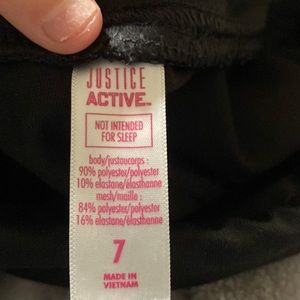 JUSTICE
ACTIVE™
NOT INTENDED
FOR SLEEP
body/justaucorps :
90% polyester/polyester
10% elastane/élasthanne
mesh/maille :
84% polyester/polyester
16% elastane/élasthanne
7
MADE IN
VIETNAM